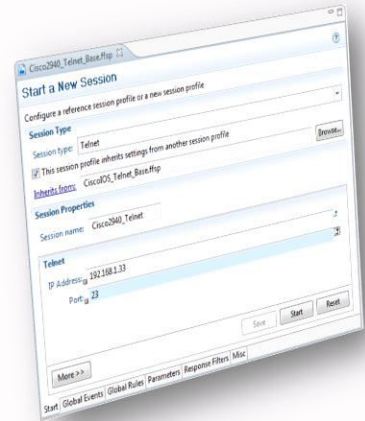 Cisco2940_Telnet_Base.ffsp
Start a New Session
Configure a reference session profile or a new session profile
Session Type
Session type: Telnet
This session profile inherits settings from another session profile
Inherits from: CiscoIOS_Telnet_Base.ffsp Browse...
Session Properties
Session name: Cisco2940_Telnet
Telnet
IP Address: 192.168.1.33
Port: 23
Save Start Reset
More >>
Start Global Events Global Rules Parameters Response Filters Misc